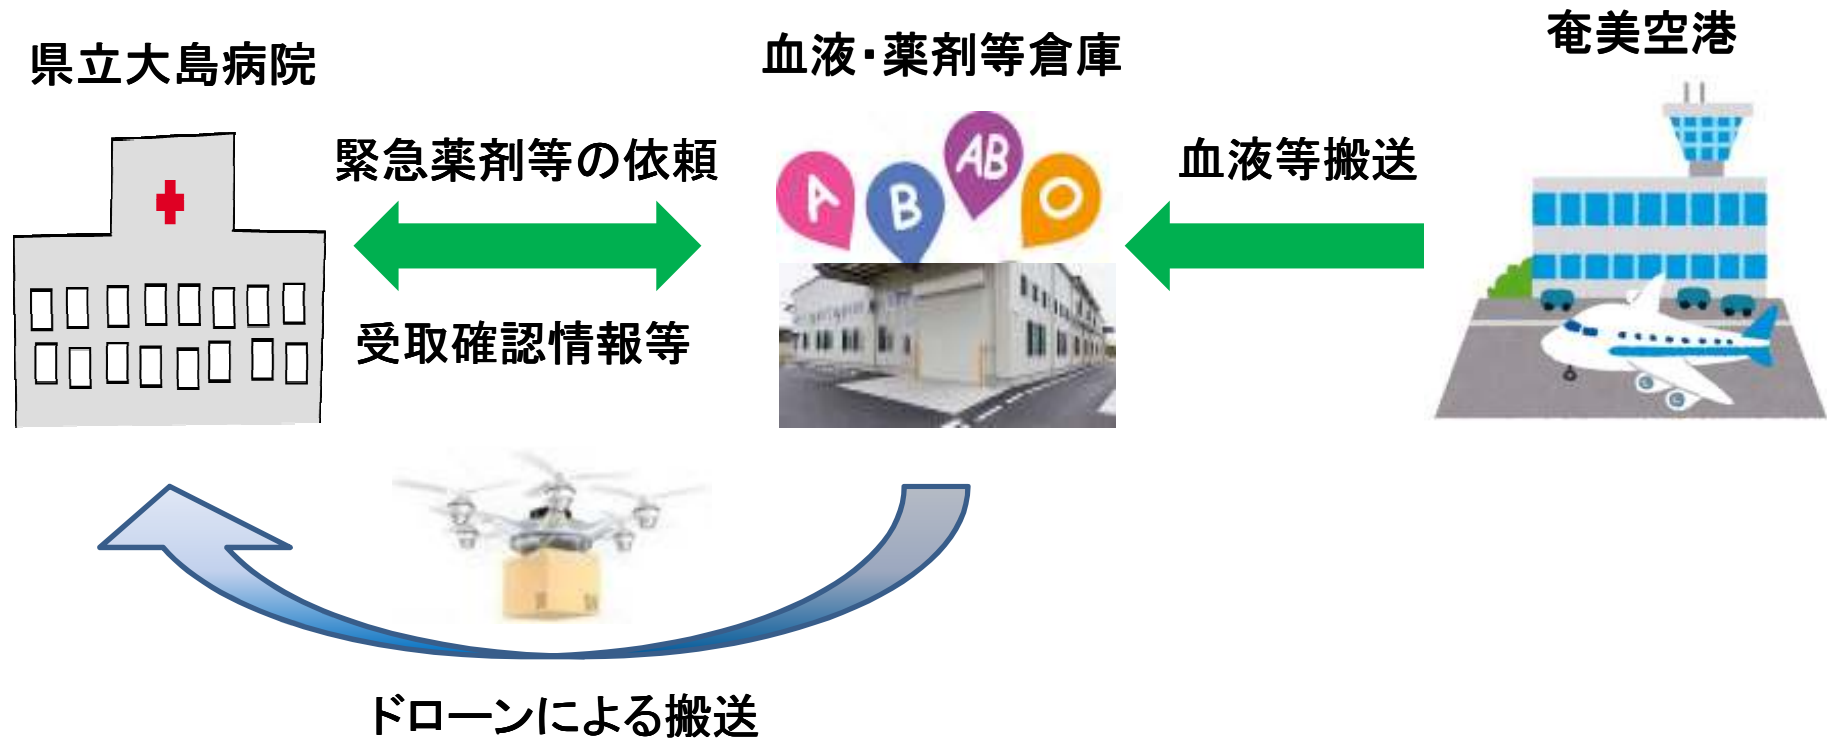 県立大島病院
血液・薬剤等倉庫
奄美空港
緊急薬剤等の依頼
血液等搬送
A
B
AB
O
受取確認情報等
ドローンによる搬送